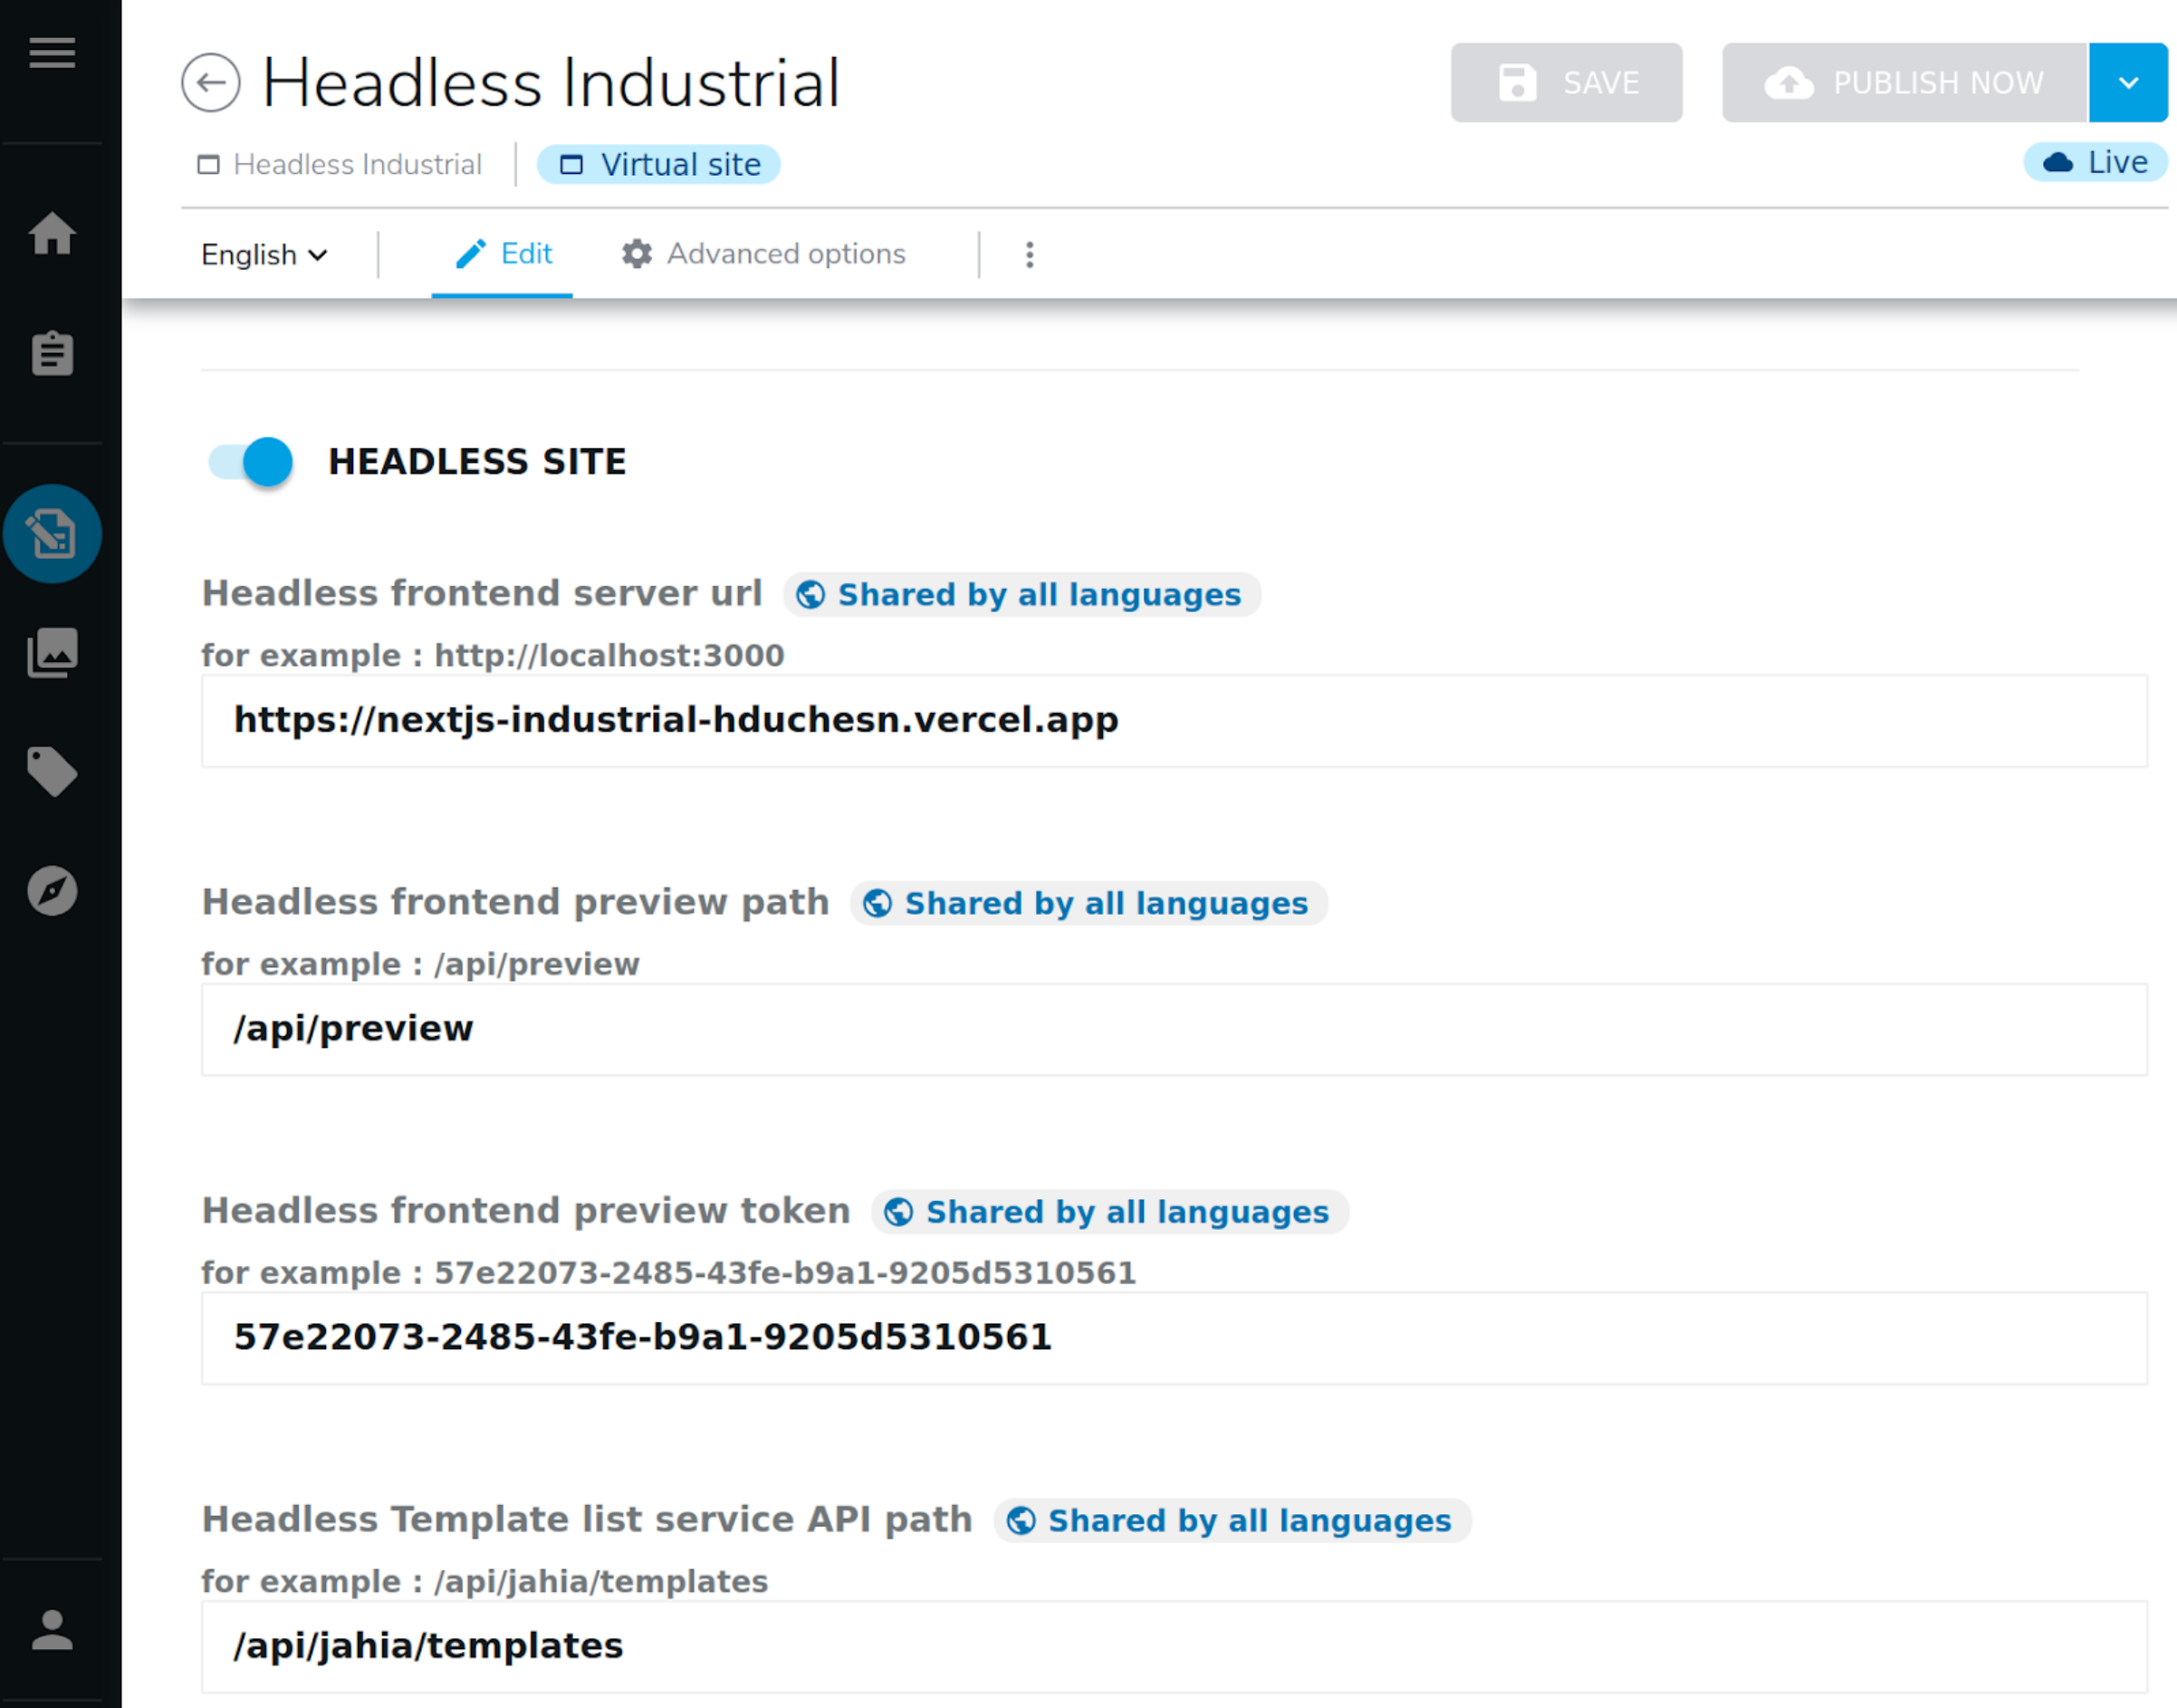 Headless Industrial
SAVE
PUBLISH NOW
Headless Industrial
Virtual site
Live
English
Edit
Advanced options
HEADLESS SITE
Headless frontend server url
Shared by all languages
for example : http://localhost:3000
https://nextjs-industrial-hduchesn.vercel.app
Headless frontend preview path
Shared by all languages
for example : /api/preview
/api/preview
Headless frontend preview token
Shared by all languages
for example : 57e22073-2485-43fe-b9a1-9205d5310561
57e22073-2485-43fe-b9a1-9205d5310561
Headless Template list service API path
Shared by all languages
for example : /api/jahia/templates
/api/jahia/templates